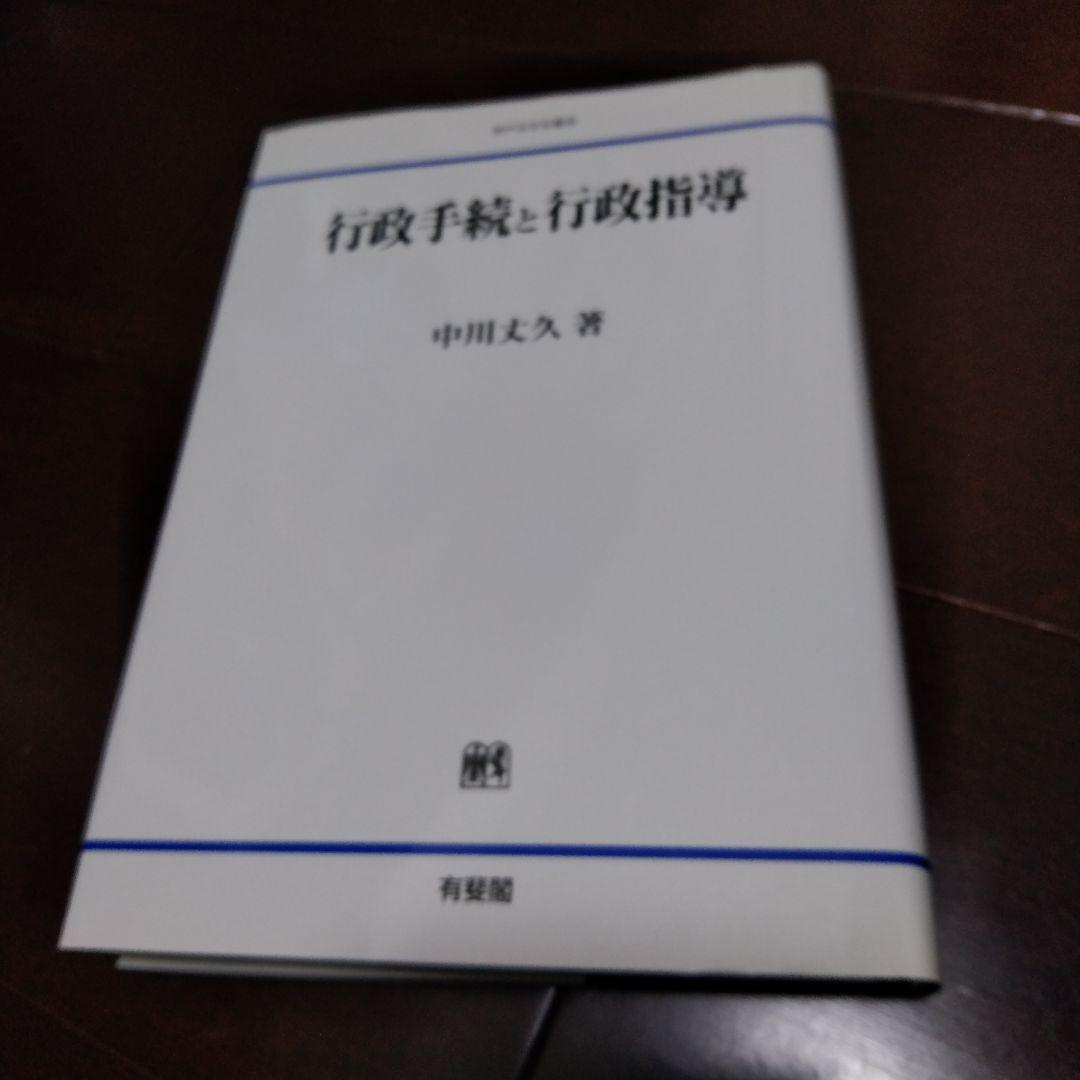 行政手続と行政指導
中川丈久 著
有斐閣